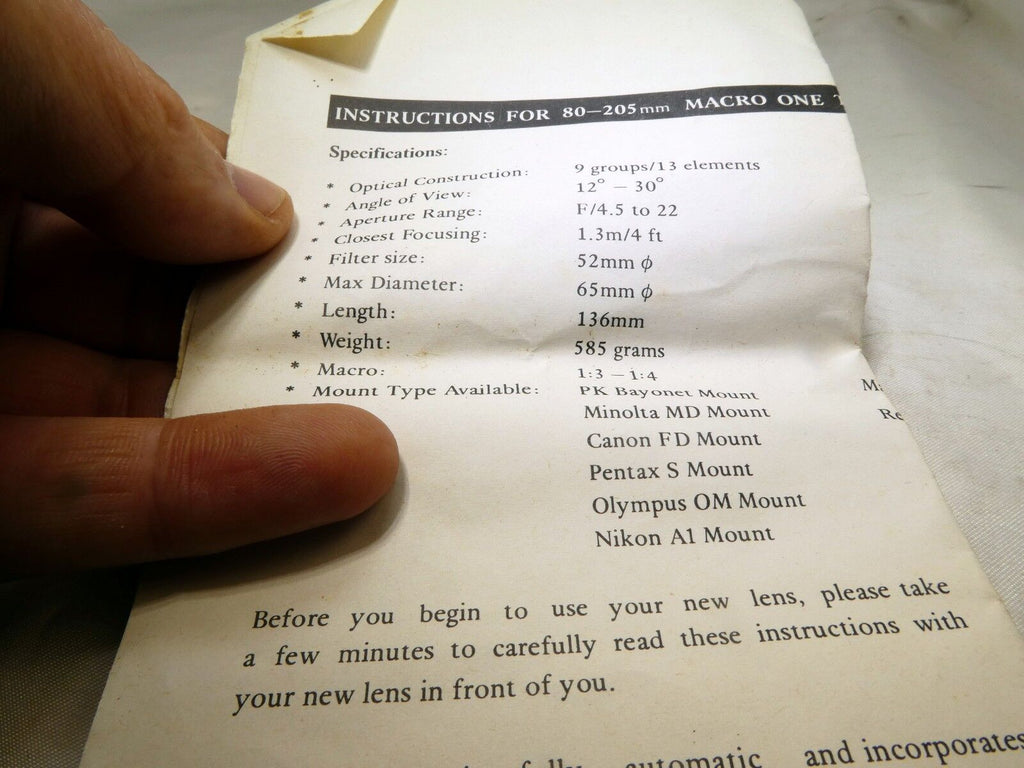 INSTRUCTIONS FOR 80—205mm MACRO ONE
Specifications:
* Optical Construction: 9 groups/13 elements
* Angle of View: 12° — 30°
* Aperture Range: F/4.5 to 22
* Closest Focusing: 1.3m/4 ft
* Filter size: 52mm ϕ
* Max Diameter: 65mm ϕ
* Length: 136mm
* Weight: 585 grams
* Macro: 1:3 — 1:4
* Mount Type Available: PK Bayonet Mount
Minolta MD Mount
Canon FD Mount
Pentax S Mount
Olympus OM Mount
Nikon A1 Mount
Before you begin to use your new lens, please take
a few minutes to carefully read these instructions with
your new lens in front of you.
automatic and incorporates